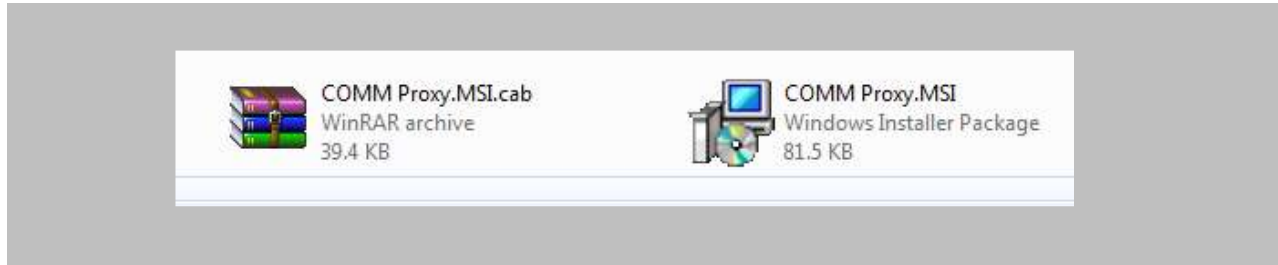 COMM Proxy.MSI.cab
WinRAR archive
39.4 KB
COMM Proxy.MSI
Windows Installer Package
81.5 KB